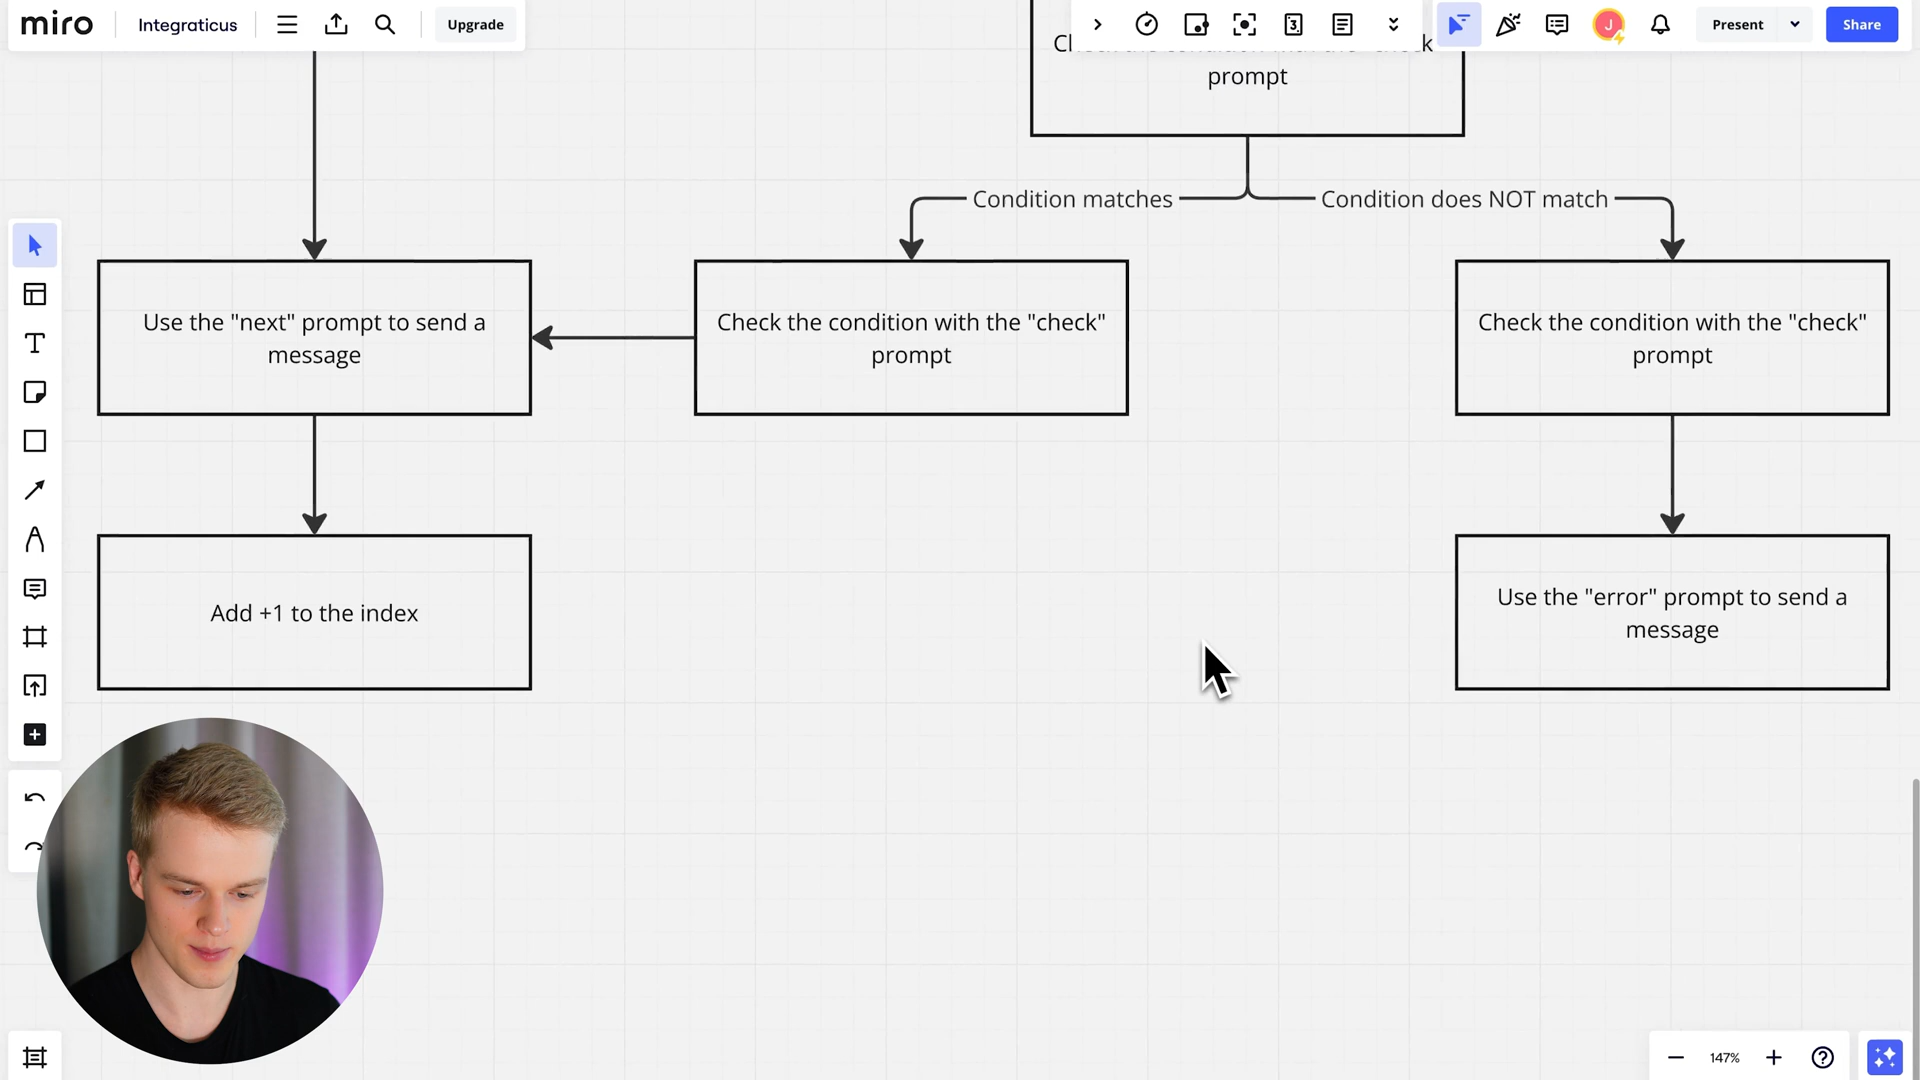 miro
Integraticus
Upgrade
3
J
Present
Share
prompt
Condition matches
Condition does NOT match
Use the "next" prompt to send a
message
Check the condition with the "check"
prompt
Check the condition with the "check"
prompt
Add +1 to the index
Use the "error" prompt to send a
message
147%